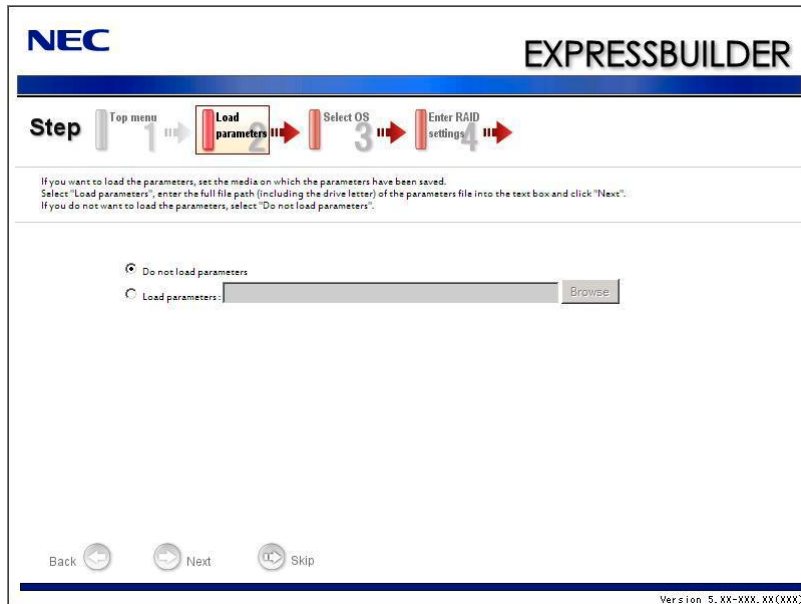 NEC
EXPRESSBUILDER
Step
Top menu
1
Load
parameters
2
Select OS
3
Enter RAID
settings
4
If you want to load the parameters, set the media on which the parameters have been saved.
Select "Load parameters", enter the full file path (including the drive letter) of the parameters file into the text box and click "Next".
If you do not want to load the parameters, select "Do not load parameters".
Do not load parameters
Load parameters: Browse
Back Next Skip
Version 5.XX-XXX.XX(XXX)